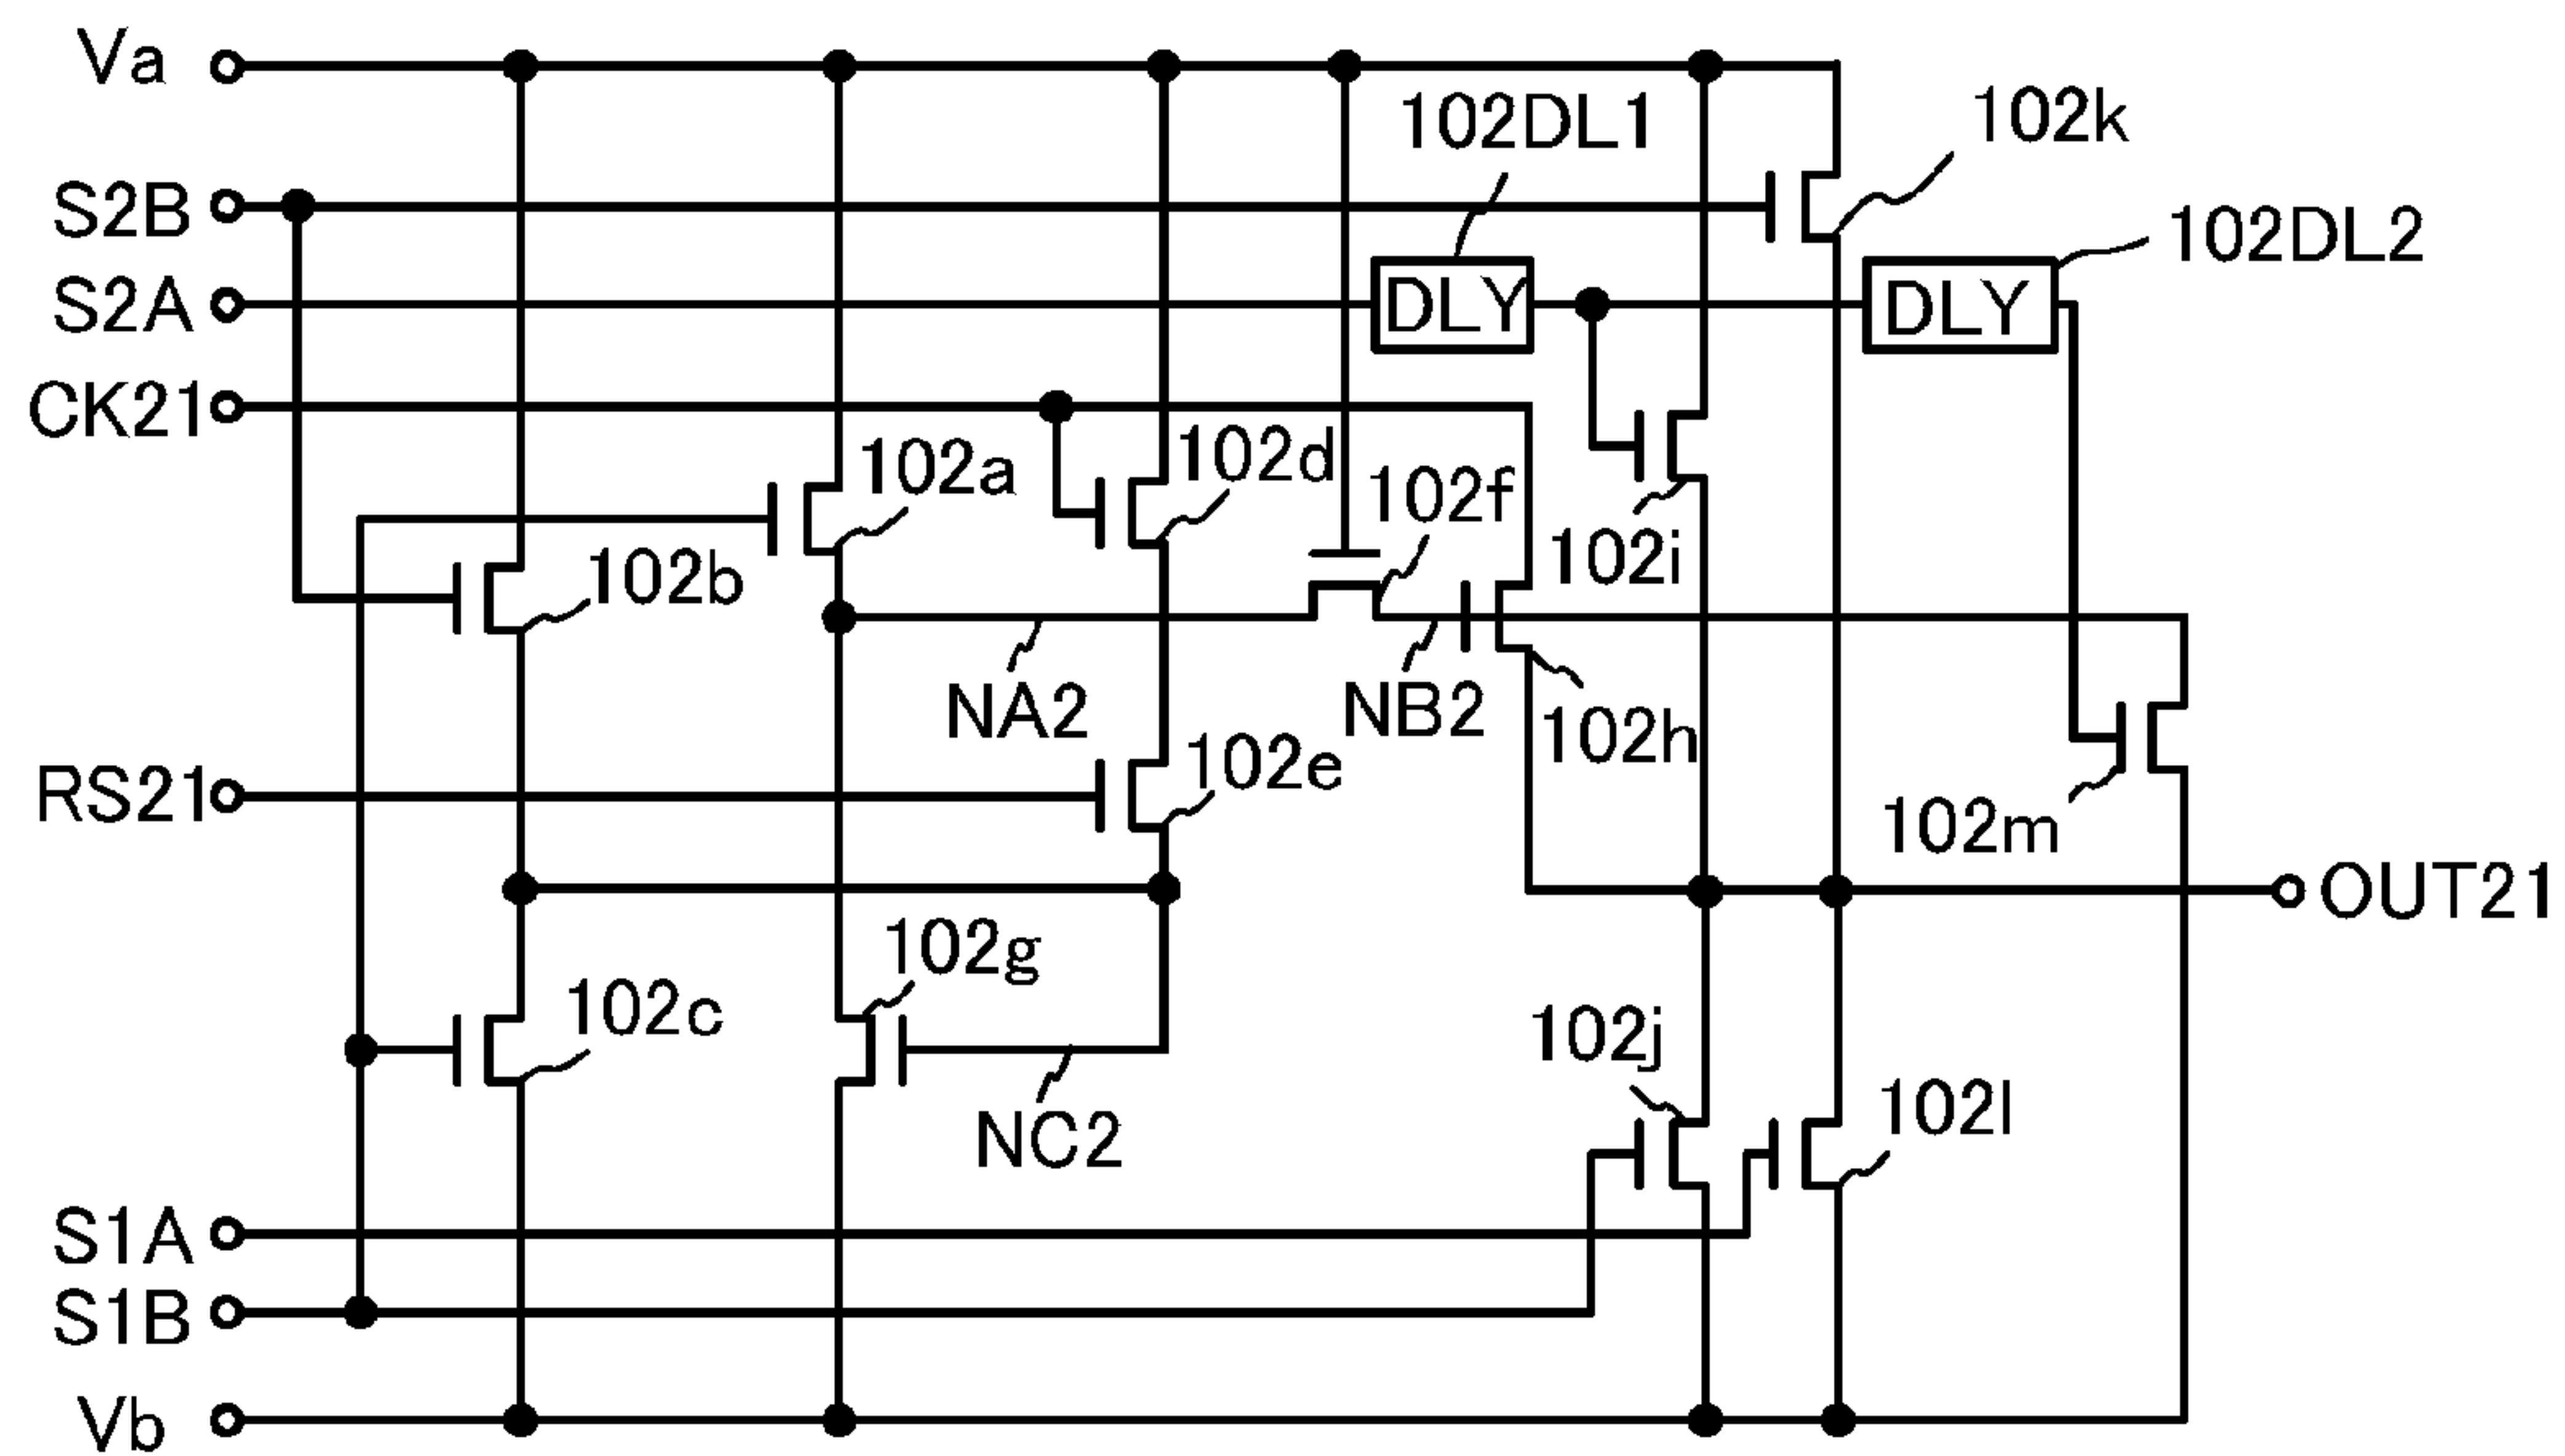 Va
102DL1
102k
S2B
102DL2
S2A
DLY
DLY
CK21
102a
102d
102f
102i
102b
NA2
NB2
102h
RS21
102e
102m
OUT21
102g
102c
102j
NC2
102l
S1A
S1B
Vb